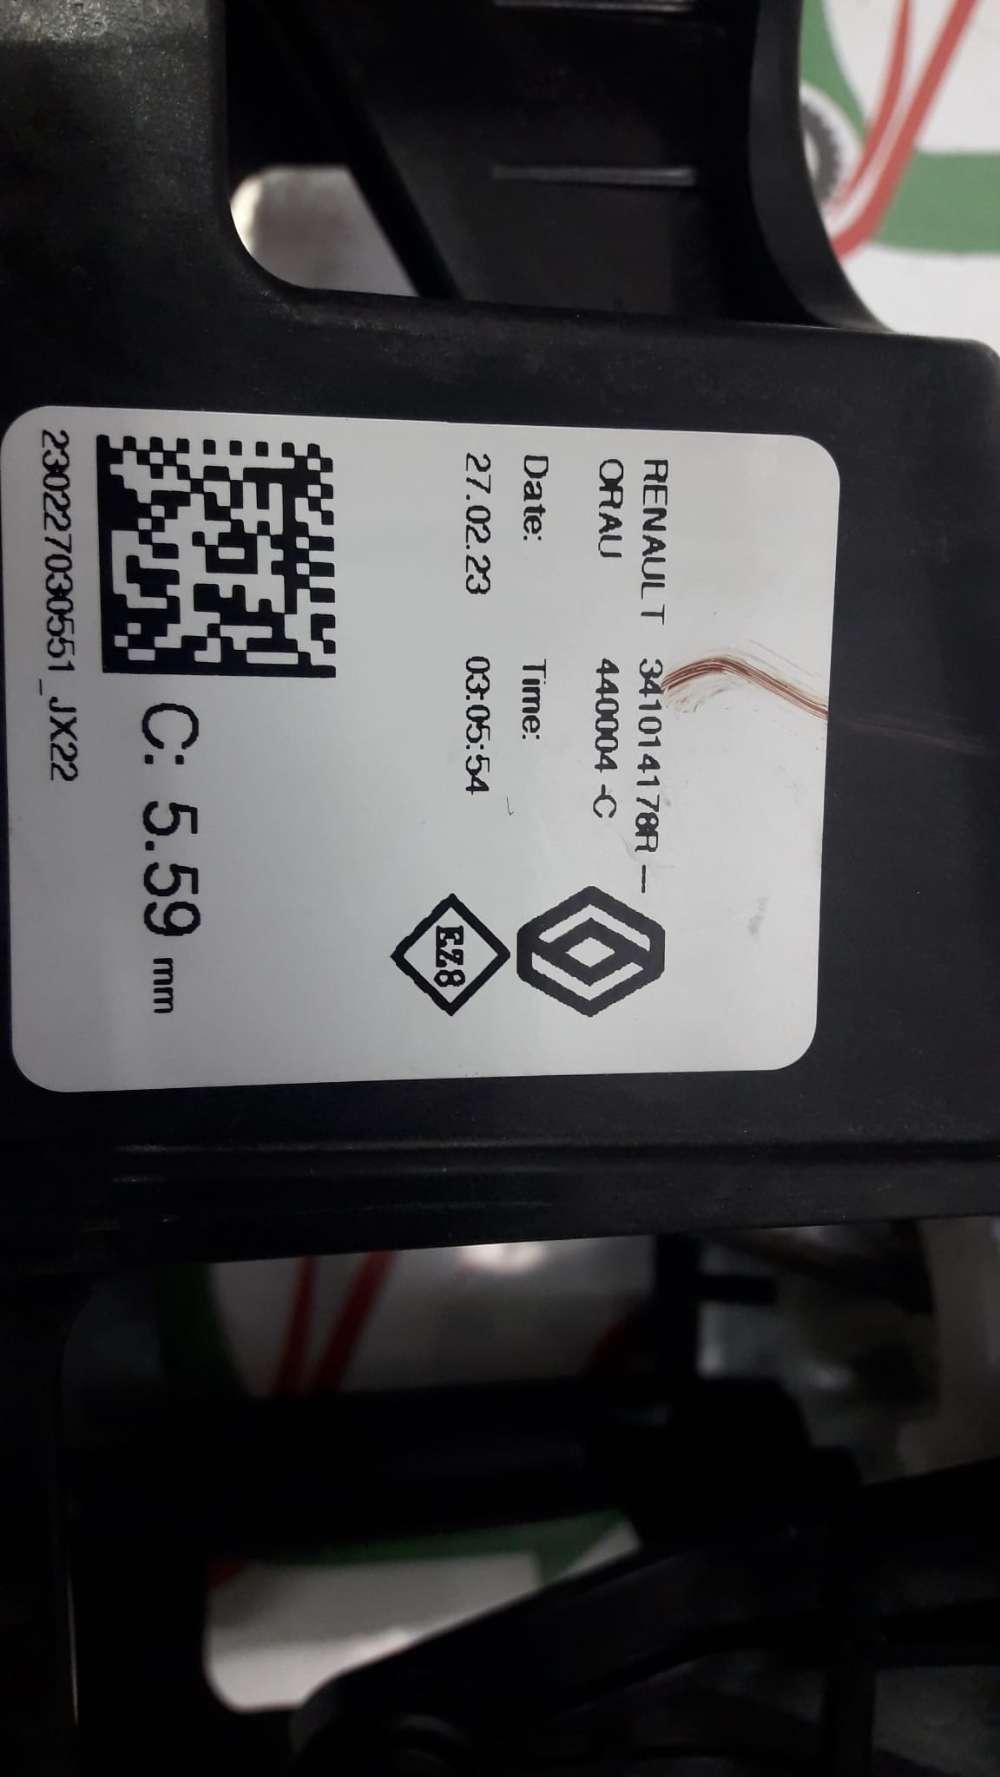 RENAULT 341014178R ---
ORAU 440004 -C
Date: Time:
27.02.23 03:05:54
EZ8
C: 5.59 mm
230227030551_JX22